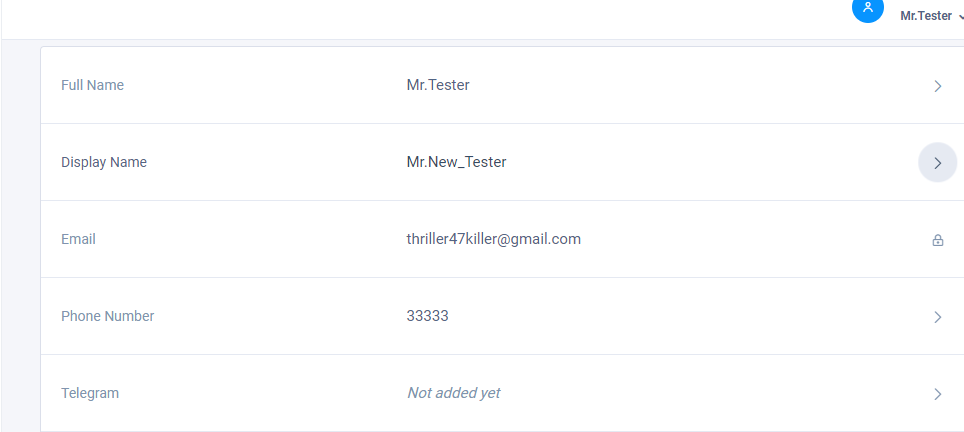 Mr.Tester
Full Name Mr.Tester
Display Name Mr.New_Tester
Email thriller47killer@gmail.com
Phone Number 33333
Telegram Not added yet